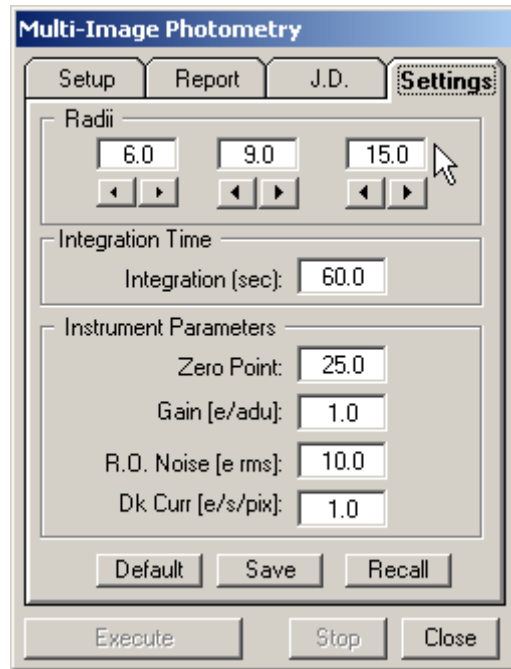 Multi-Image Photometry
Setup Report J.D. Settings
Radii
6.0 9.0 15.0
Integration Time
Integration (sec): 60.0
Instrument Parameters
Zero Point: 25.0
Gain [e/adu]: 1.0
R.O. Noise [e rms]: 10.0
Dk Curr [e/s/pix]: 1.0
Default Save Recall
Execute Stop Close